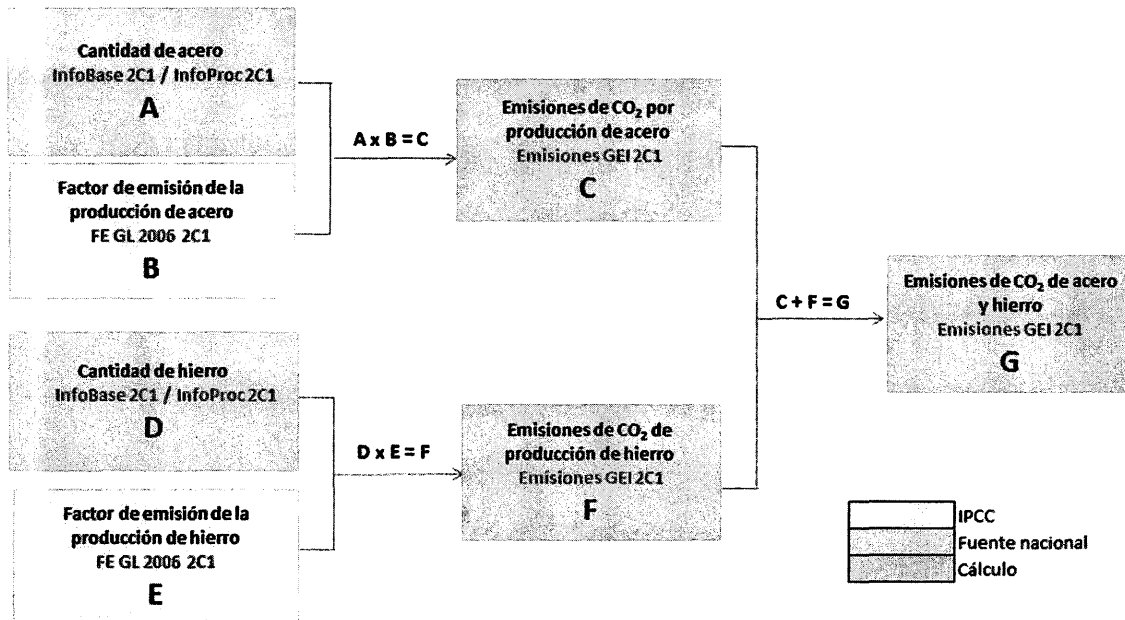 Cantidad de acero
InfoBase 2C1 / InfoProc 2C1
A
Factor de emisión de la
producción de acero
FE GL 2006 2C1
B
A x B = C
Emisiones de CO₂ por
producción de acero
Emisiones GEI 2C1
C
Cantidad de hierro
InfoBase 2C1 / InfoProc 2C1
D
Factor de emisión de la
producción de hierro
FE GL 2006 2C1
E
D x E = F
Emisiones de CO₂ de
producción de hierro
Emisiones GEI 2C1
F
C + F = G
Emisiones de CO₂ de acero
y hierro
Emisiones GEI 2C1
G
IPCC
Fuente nacional
Cálculo